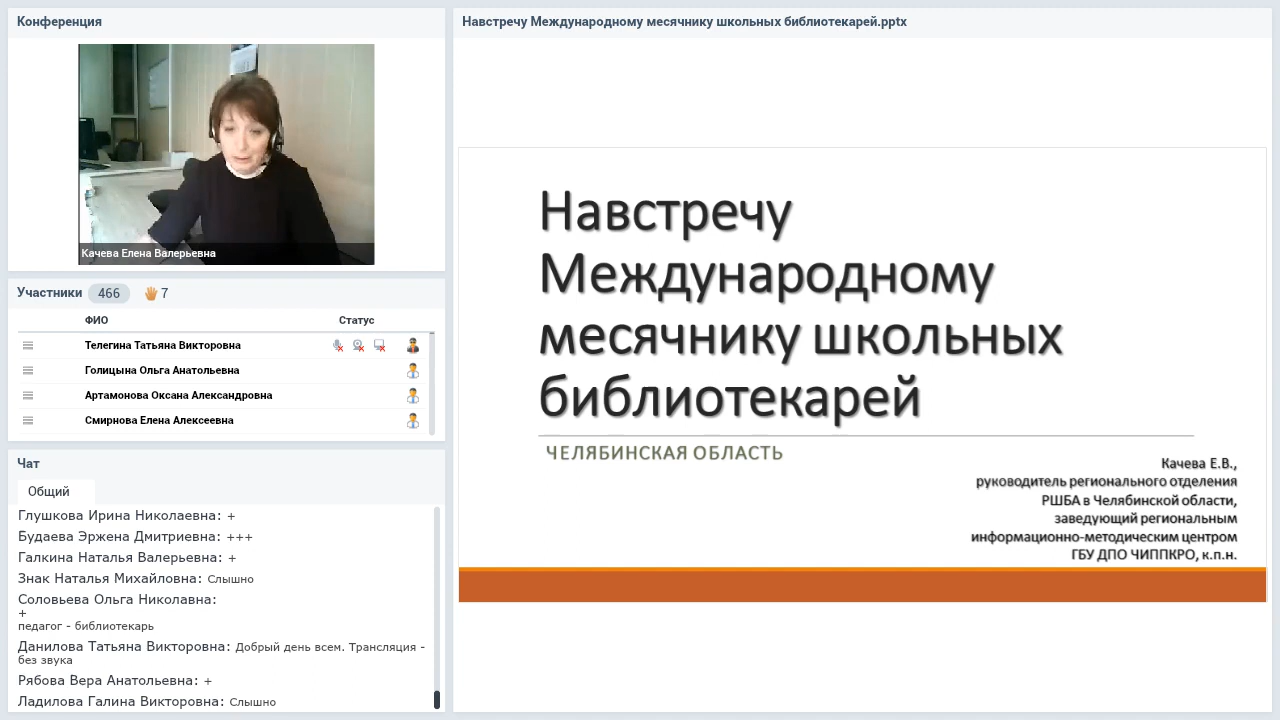 Конференция
Качева Елена Валерьевна
Участники 466 7
ФИО Статус
Телегина Татьяна Викторовна
Голицына Ольга Анатольевна
Артамонова Оксана Александровна
Смирнова Елена Алексеевна
Чат
Общий
Глушкова Ирина Николаевна: +
Будаева Эржена Дмитриевна: +++
Галкина Наталья Валерьевна: +
Знак Наталья Михайловна: Слышно
Соловьева Ольга Николавна:
+
педагог - библиотекарь
Данилова Татьяна Викторовна: Добрый день всем. Трансляция -
без звука
Рябова Вера Анатольевна: +
Ладилова Галина Викторовна: Слышно
Навстречу Международному месячнику школьных библиотекарей.pptx
Навстречу
Международному
месячнику школьных
библиотекарей
ЧЕЛЯБИНСКАЯ ОБЛАСТЬ
Качева Е.В.,
руководитель регионального отделения
РШБА в Челябинской области,
заведующий региональным
информационно-методическим центром
ГБУ ДПО ЧИППКРО, к.п.н.